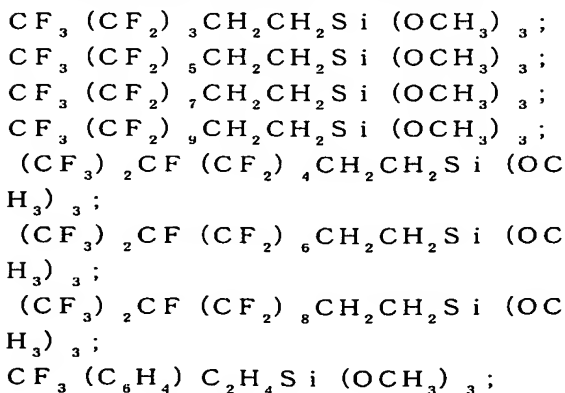 CF₃(CF₂)₃CH₂CH₂Si(OCH₃)₃;
CF₃(CF₂)₅CH₂CH₂Si(OCH₃)₃;
CF₃(CF₂)₇CH₂CH₂Si(OCH₃)₃;
CF₃(CF₂)₉CH₂CH₂Si(OCH₃)₃;
(CF₃)₂CF(CF₂)₄CH₂CH₂Si(OC
H₃)₃;
(CF₃)₂CF(CF₂)₆CH₂CH₂Si(OC
H₃)₃;
(CF₃)₂CF(CF₂)₈CH₂CH₂Si(OC
H₃)₃;
CF₃(C₆H₄)C₂H₄Si(OCH₃)₃;